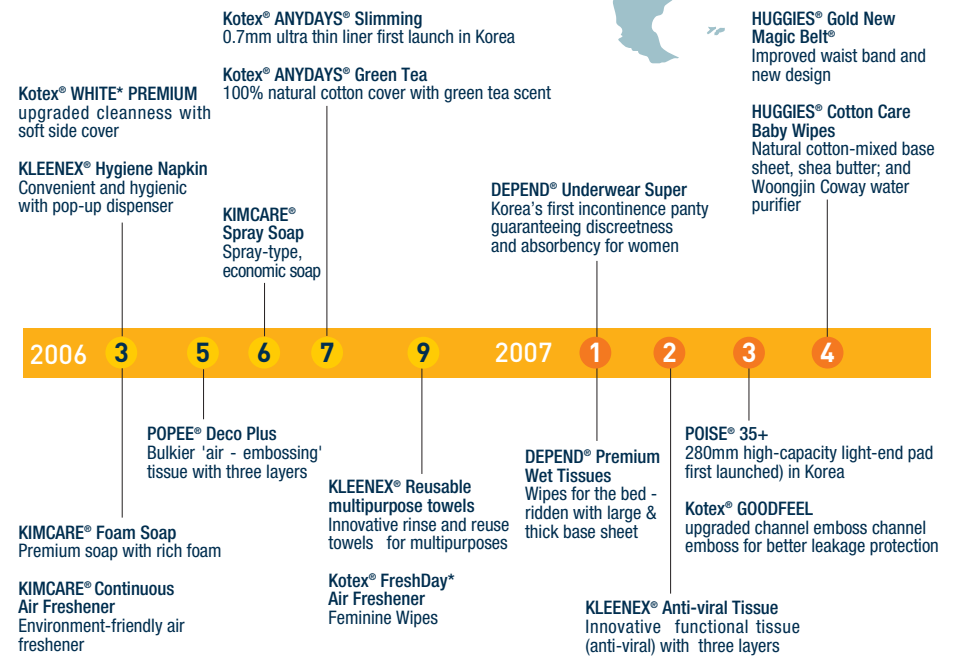 Kotex® ANYDAYS® Slimming
0.7mm ultra thin liner first launch in Korea
Kotex® ANYDAYS® Green Tea
100% natural cotton cover with green tea scent
Kotex® WHITE* PREMIUM
upgraded cleanness with
soft side cover
KLEENEX® Hygiene Napkin
Convenient and hygienic
with pop-up dispenser
KIMCARE®
Spray Soap
Spray-type,
economic soap
DEPEND® Underwear Super
Korea's first incontinence panty
guaranteeing discreetness
and absorbency for women
HUGGIES® Gold New
Magic Belt®
Improved waist band and
new design
HUGGIES® Cotton Care
Baby Wipes
Natural cotton-mixed base
sheet, shea butter; and
Woongjin Coway water
purifier
2006 3 5 6 7 9 2007 1 2 3 4
KIMCARE® Foam Soap
Premium soap with rich foam
KIMCARE® Continuous
Air Freshener
Environment-friendly air
freshener
POPEE® Deco Plus
Bulkier 'air - embossing'
tissue with three layers
KLEENEX® Reusable
multipurpose towels
Innovative rinse and reuse
towels for multipurposes
Kotex® FreshDay*
Air Freshener
Feminine Wipes
DEPEND® Premium
Wet Tissues
Wipes for the bed -
ridden with large &
thick base sheet
KLEENEX® Anti-viral Tissue
Innovative functional tissue
(anti-viral) with three layers
POISE® 35+
280mm high-capacity light-end pad
first launched) in Korea
Kotex® GOODFEEL
upgraded channel emboss channel
emboss for better leakage protection